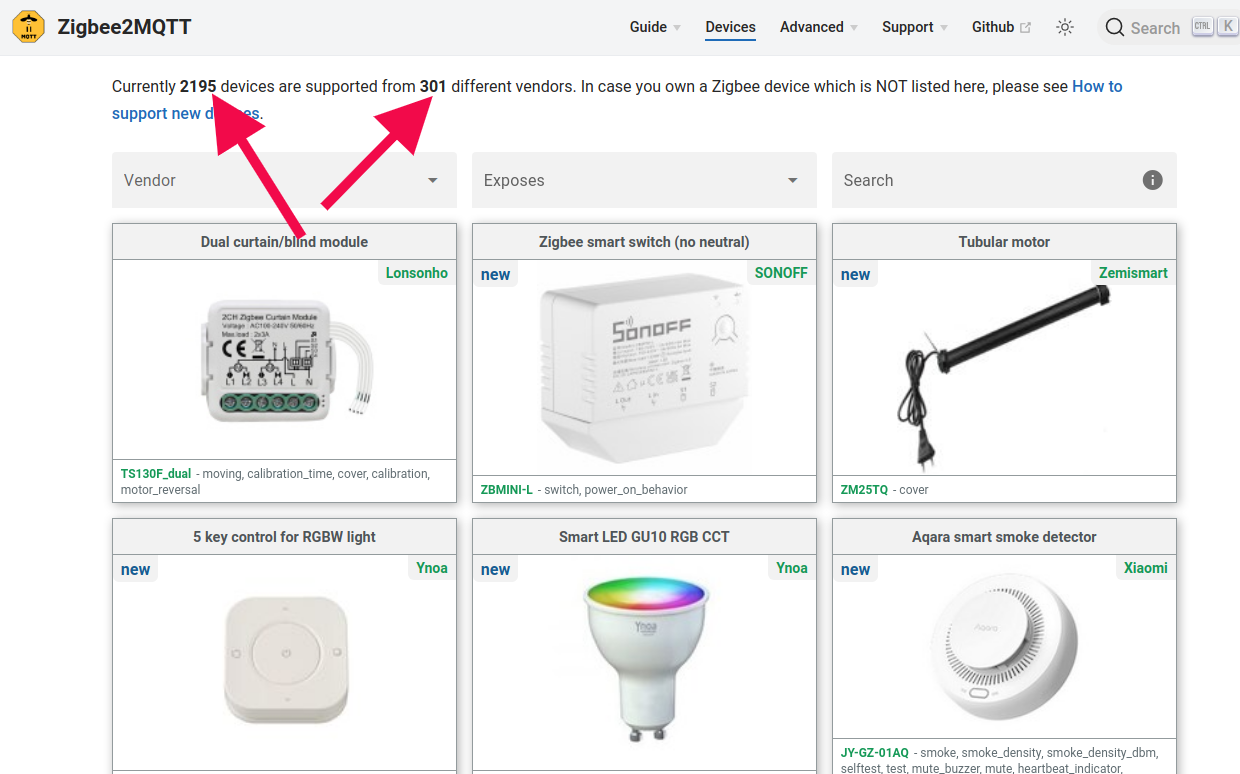 MQTT
Zigbee2MQTT
Guide
Devices
Advanced
Support
Github
Search
CTRL
K
Currently 2195 devices are supported from 301 different vendors. In case you own a Zigbee device which is NOT listed here, please see How to
support new devices.
Vendor
Exposes
Search
Dual curtain/blind module
Zigbee smart switch (no neutral)
Tubular motor
Lonsonho
new
SONOFF
new
Zemismart
2CH Zigbee Curtain Module
Voltage : AC100-240V 50/60Hz
Max.load : 2x3A
CE
N
L
L1 L2 L3 L4 L N
SonoFF
L Out
L In
TS130F_dual - moving, calibration_time, cover, calibration,
motor_reversal
ZBMINI-L - switch, power_on_behavior
ZM25TQ - cover
5 key control for RGBW light
Smart LED GU10 RGB CCT
Aqara smart smoke detector
new
Ynoa
new
Ynoa
new
Xiaomi
Ynoa
Aqara
JY-GZ-01AQ - smoke, smoke_density, smoke_density_dbm,
selftest, test, mute_buzzer, mute, heartbeat_indicator,